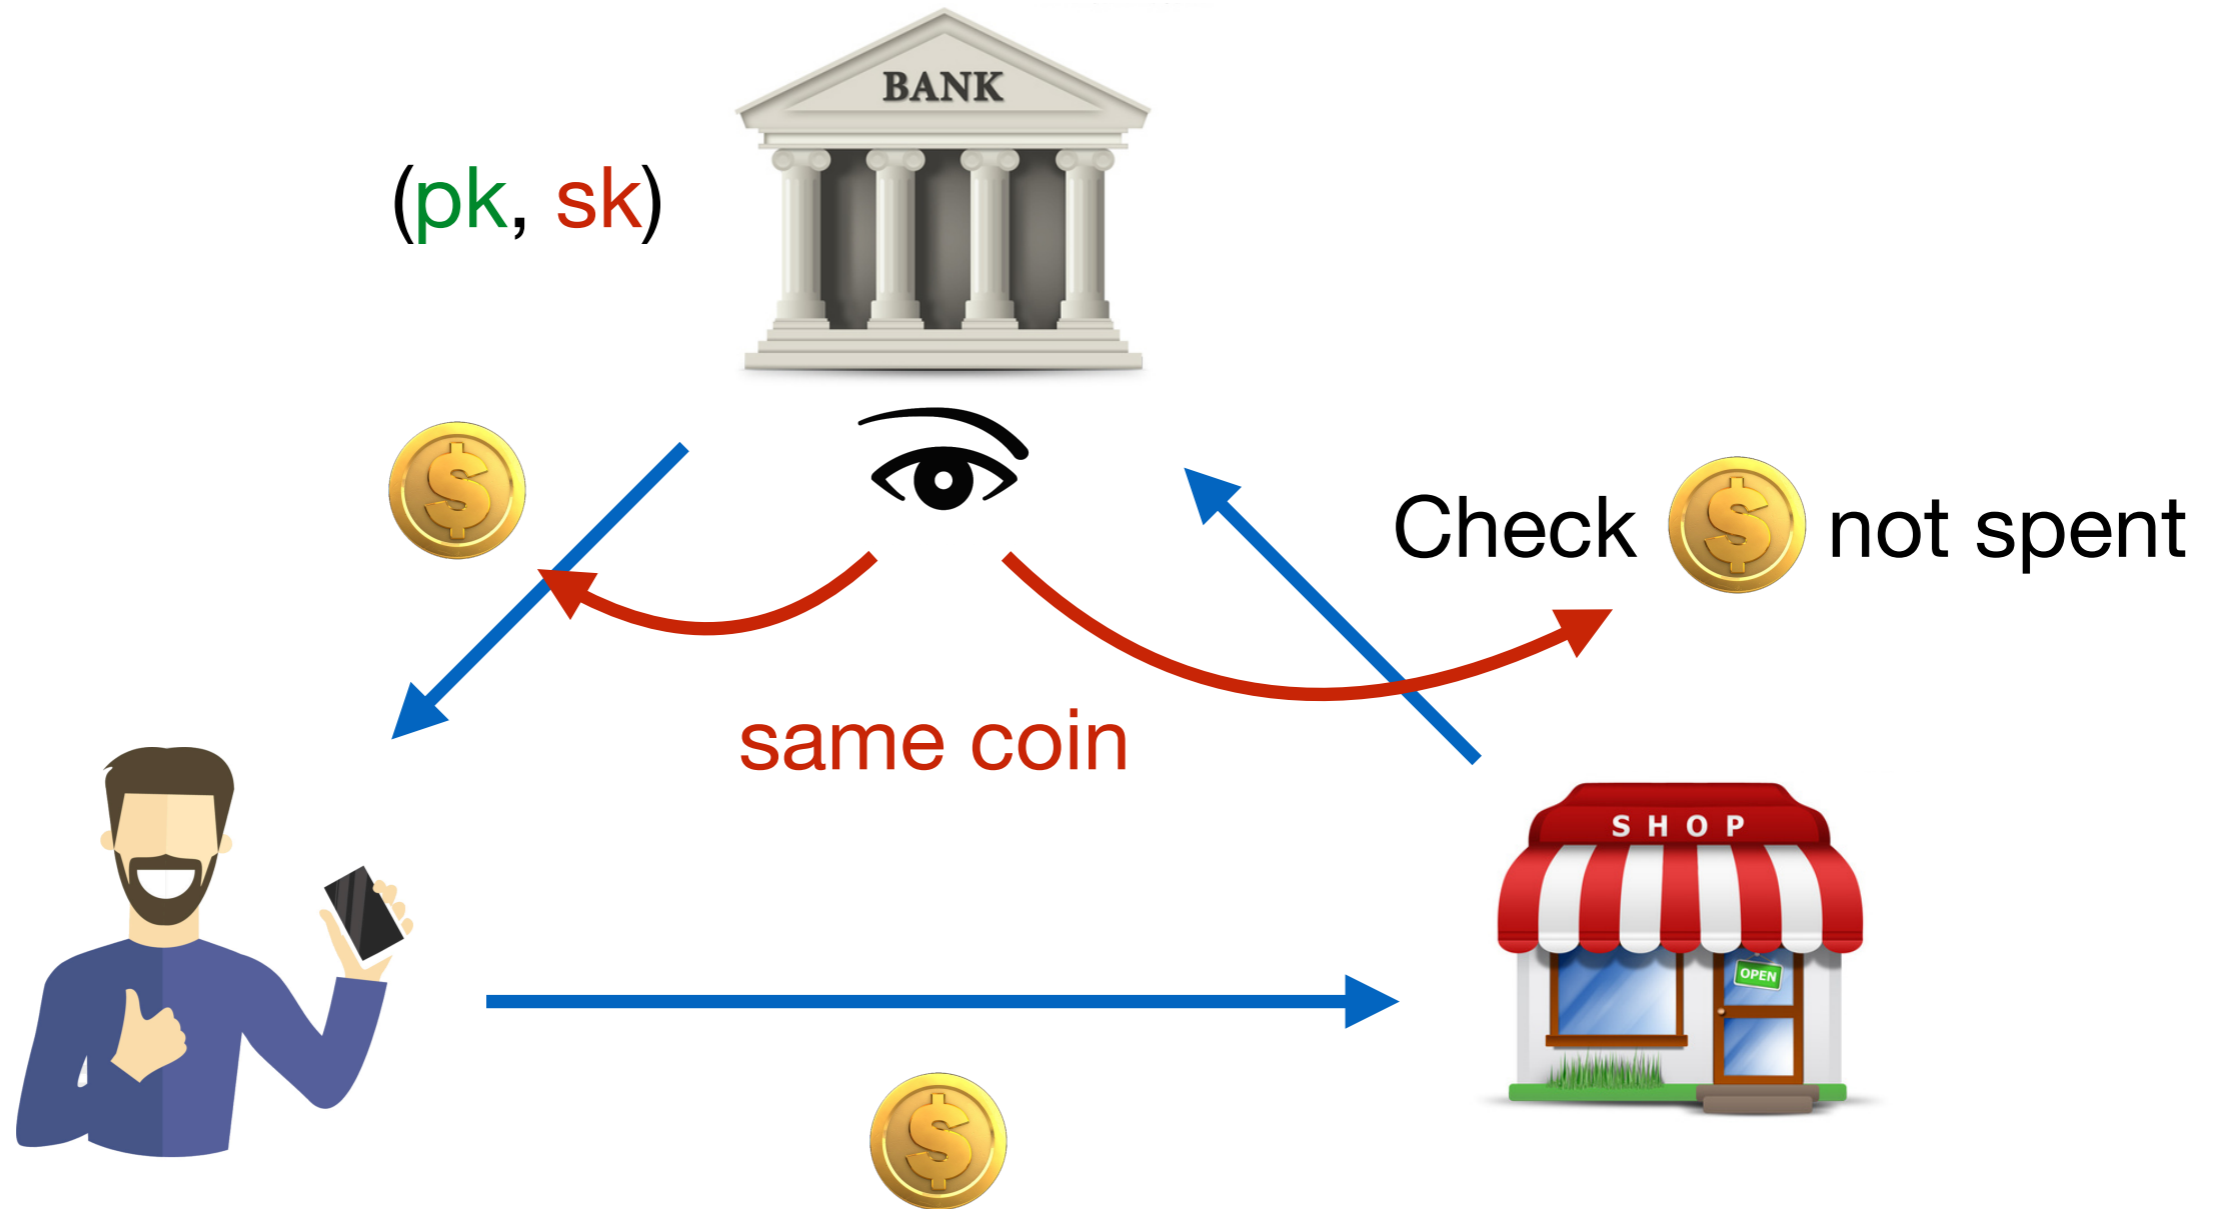 BANK
(pk, sk)
Check $ not spent
$
same coin
SHOP
OPEN
$